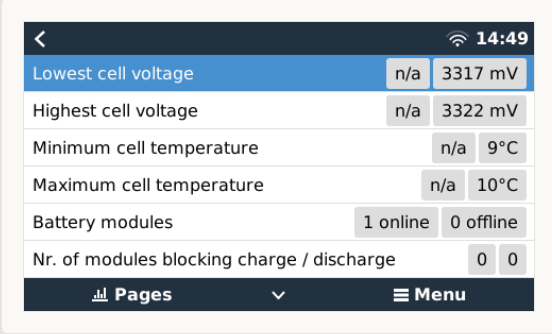 14:49
Lowest cell voltage n/a 3317 mV
Highest cell voltage n/a 3322 mV
Minimum cell temperature n/a 9°C
Maximum cell temperature n/a 10°C
Battery modules 1 online 0 offline
Nr. of modules blocking charge / discharge 0 0
Pages Menu